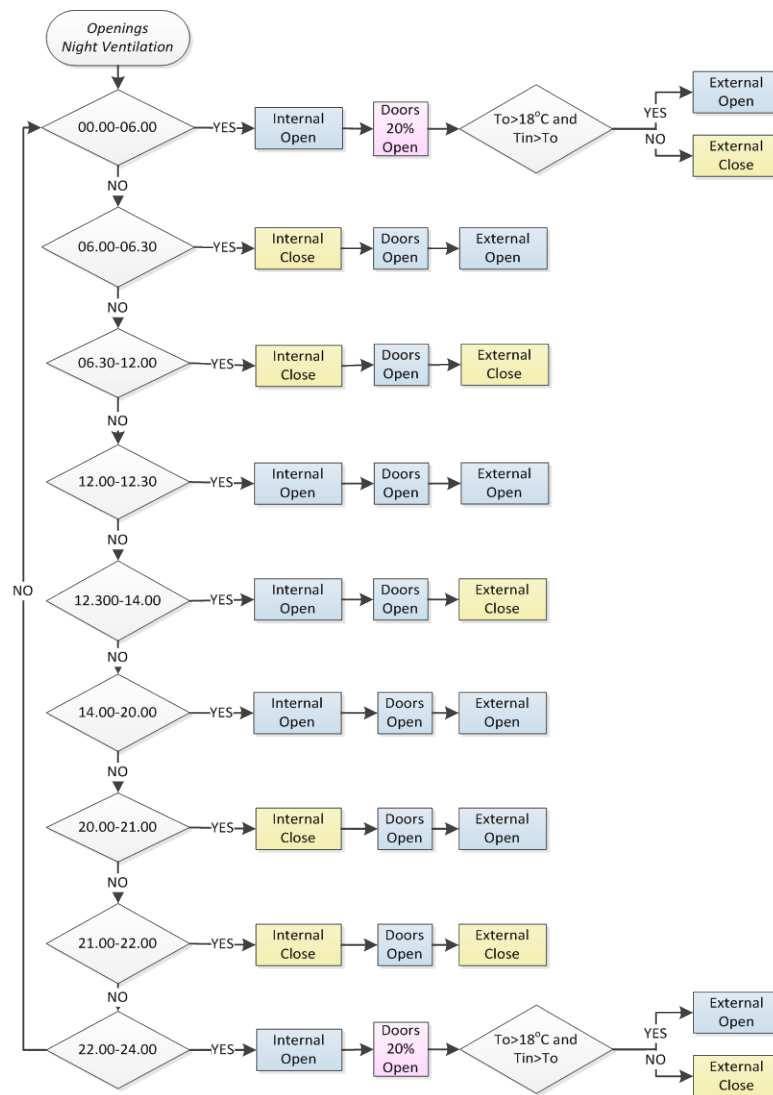 Openings
Night Ventilation
00.00-06.00
YES
Internal
Open
Doors
20%
Open
To>18°C and
Tin>To
YES
External
Open
NO
External
Close
NO
06.00-06.30
YES
Internal
Close
Doors
Open
External
Open
NO
06.30-12.00
YES
Internal
Close
Doors
Open
External
Close
NO
12.00-12.30
YES
Internal
Open
Doors
Open
External
Open
NO
NO
12.300-14.00
YES
Internal
Open
Doors
Open
External
Close
NO
14.00-20.00
YES
Internal
Open
Doors
Open
External
Open
NO
20.00-21.00
YES
Internal
Close
Doors
Open
External
Open
NO
21.00-22.00
YES
Internal
Close
Doors
Open
External
Close
NO
22.00-24.00
YES
Internal
Open
Doors
20%
Open
To>18°C and
Tin>To
YES
External
Open
NO
External
Close